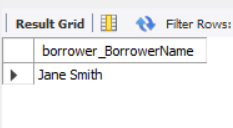 Result Grid Filter Rows:
borrower_BorrowerName
Jane Smith